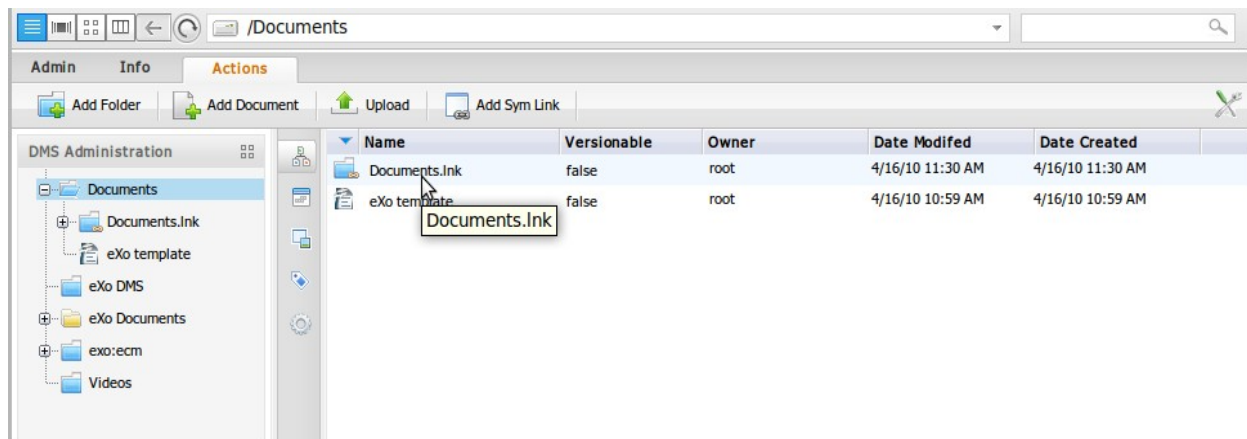 /Documents
Admin Info Actions
Add Folder Add Document Upload Add Sym Link
DMS Administration
Documents
Documents.lnk
eXo template
eXo DMS
eXo Documents
exo:ecm
Videos
Name Versionable Owner Date Modifed Date Created
Documents.lnk false root 4/16/10 11:30 AM 4/16/10 11:30 AM
eXo template false root 4/16/10 10:59 AM 4/16/10 10:59 AM
Documents.lnk